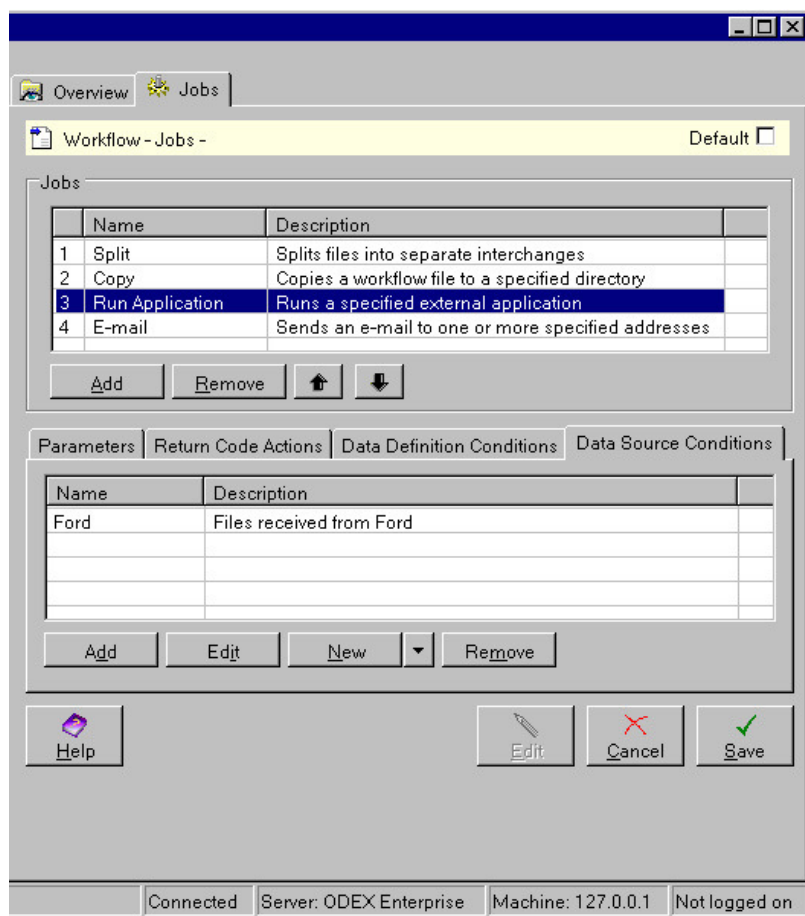 Overview Jobs
Workflow - Jobs - Default
Jobs
Name Description
1 Split Splits files into separate interchanges
2 Copy Copies a workflow file to a specified directory
3 Run Application Runs a specified external application
4 E-mail Sends an e-mail to one or more specified addresses
Add Remove
Parameters Return Code Actions Data Definition Conditions Data Source Conditions
Name Description
Ford Files received from Ford
Add Edit New Remove
Help Edit Cancel Save
Connected Server: ODEX Enterprise Machine: 127.0.0.1 Not logged on